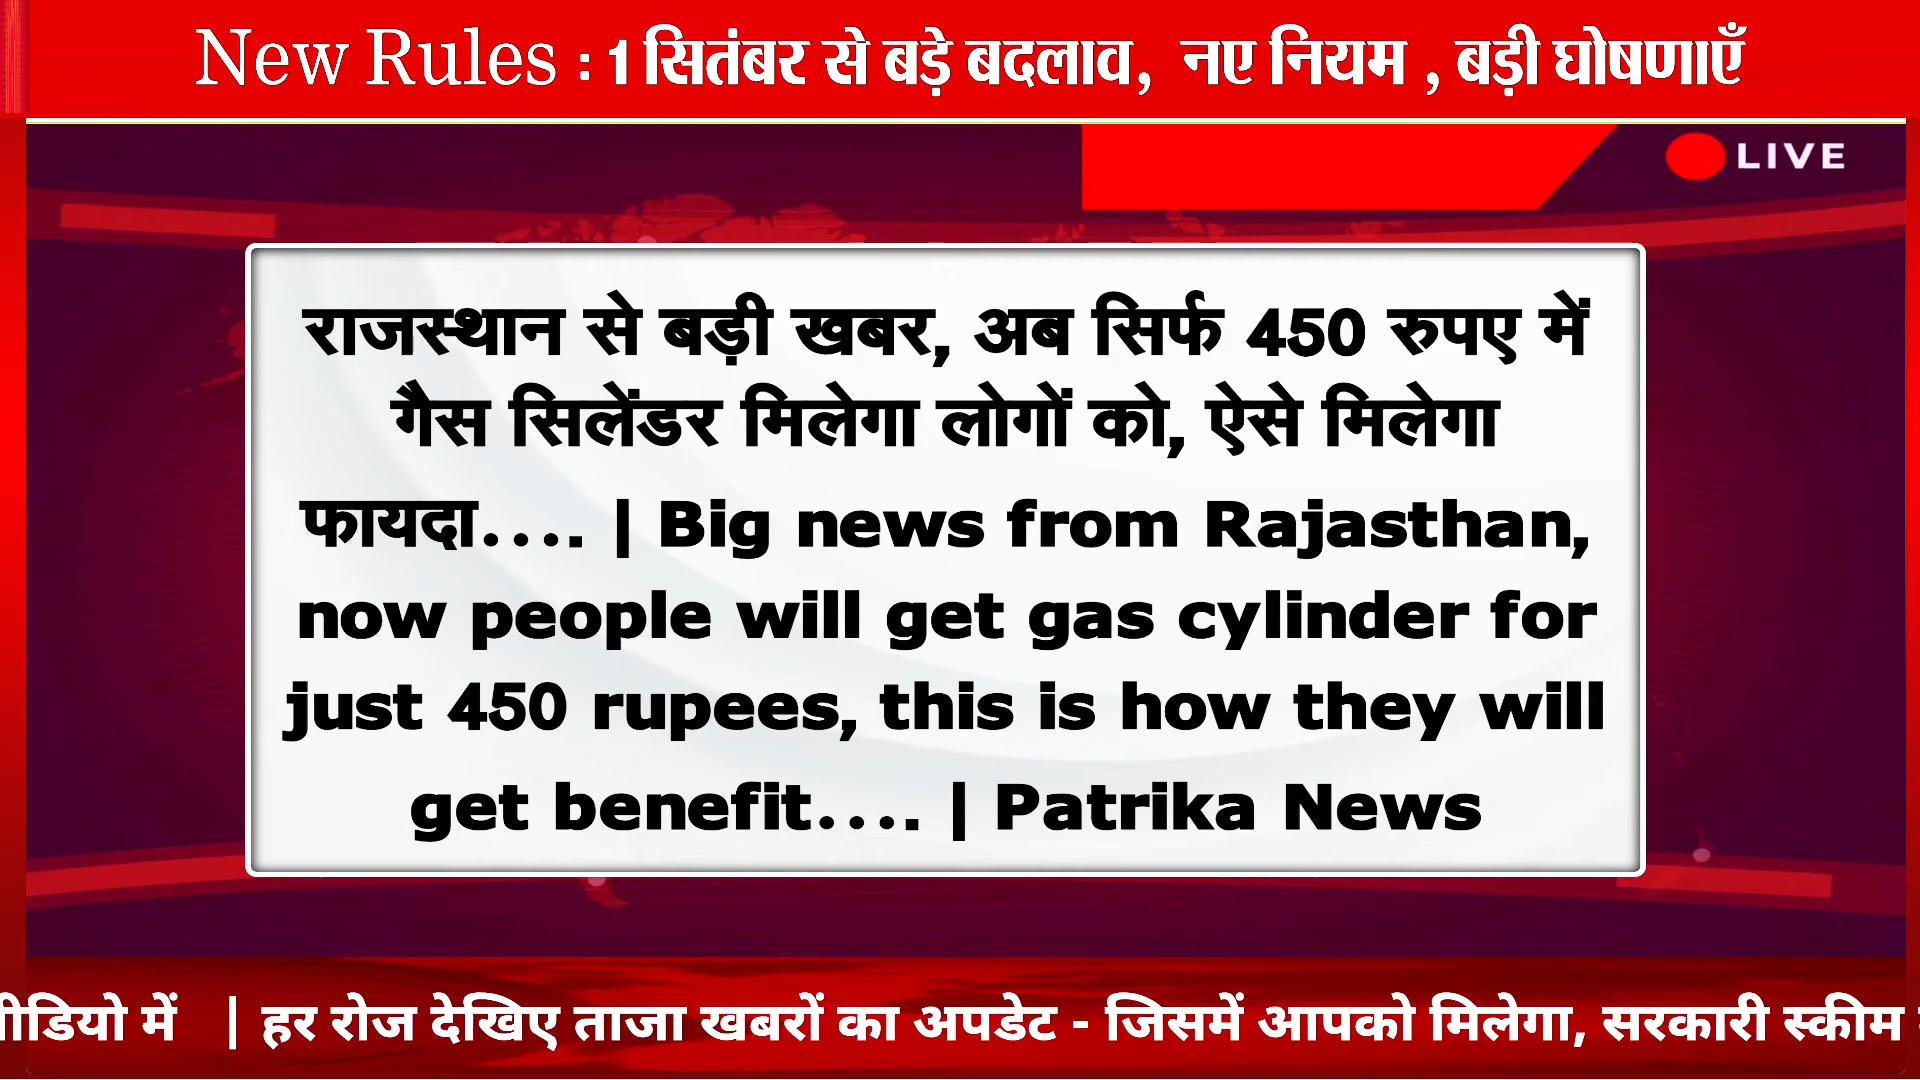 New Rules : 1 सितंबर से बड़े बदलाव, नए नियम , बड़ी घोषणाएँ
LIVE
राजस्थान से बड़ी खबर, अब सिर्फ 450 रुपए में
गैस सिलेंडर मिलेगा लोगों को, ऐसे मिलेगा
फायदा.... | Big news from Rajasthan,
now people will get gas cylinder for
just 450 rupees, this is how they will
get benefit.... | Patrika News
में | हर रोज देखिए ताजा खबरों का अपडेट - जिसमें आपको मिलेगा, सरकारी स्कीम